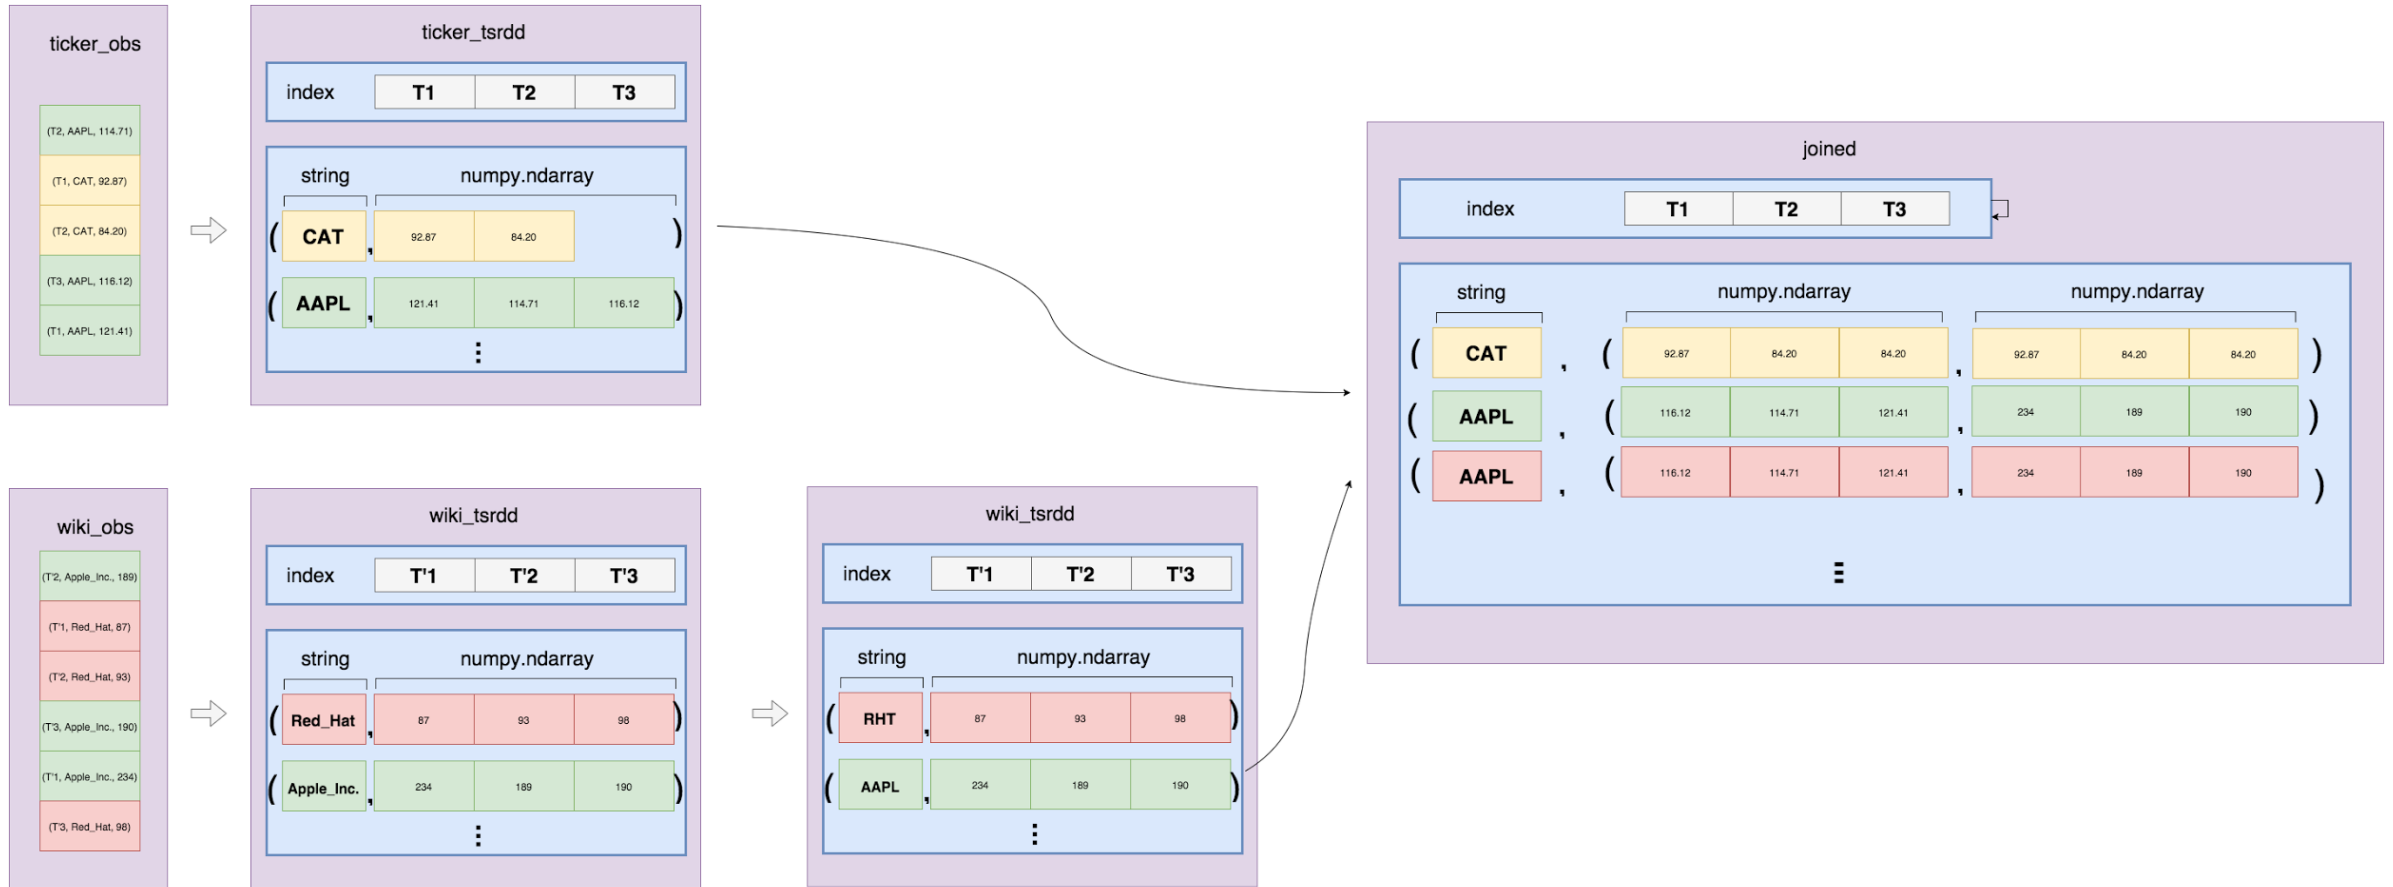 ticker_obs
(T2, AAPL, 114.71)
(T1, CAT, 92.87)
(T2, CAT, 84.20)
(T3, AAPL, 116.12)
(T1, AAPL, 121.41)
ticker_tsrdd
index T1 T2 T3
string numpy.ndarray
( CAT , 92.87 84.20 )
( AAPL , 121.41 114.71 116.12 )
⋮
wiki_obs
(T'2, Apple_Inc., 189)
(T'1, Red_Hat, 87)
(T'2, Red_Hat, 93)
(T'3, Apple_Inc., 190)
(T'1, Apple_Inc., 234)
(T'3, Red_Hat, 98)
wiki_tsrdd
index T'1 T'2 T'3
string numpy.ndarray
( Red_Hat , 87 93 98 )
( Apple_Inc. , 234 189 190 )
⋮
wiki_tsrdd
index T'1 T'2 T'3
string numpy.ndarray
( RHT , 87 93 98 )
( AAPL , 234 189 190 )
⋮
joined
index T1 T2 T3
string numpy.ndarray numpy.ndarray
( CAT , ( 92.87 84.20 84.20 , 92.87 84.20 84.20 )
( AAPL , ( 116.12 114.71 121.41 , 234 189 190 )
( AAPL , ( 116.12 114.71 121.41 , 234 189 190 )
⋮